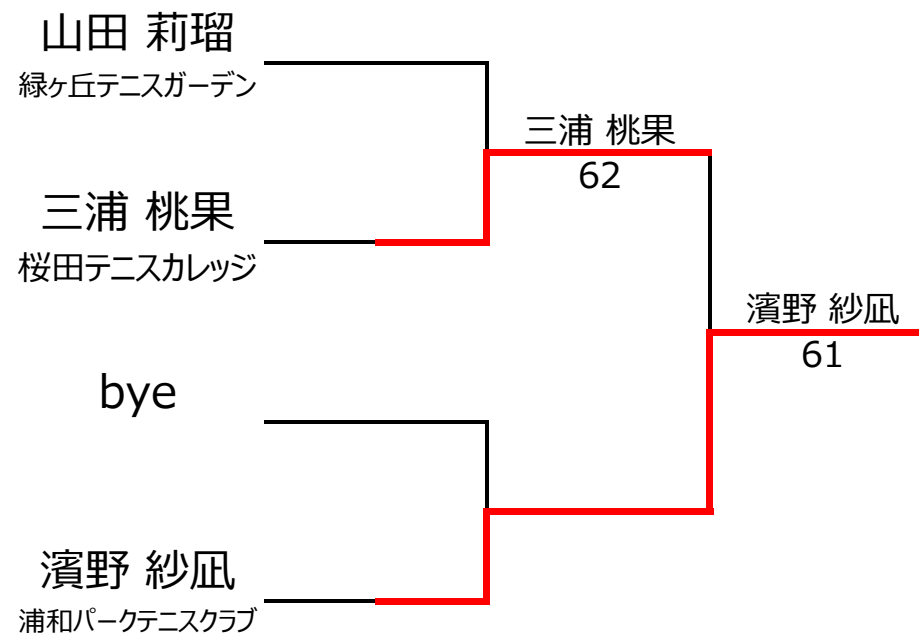 山田 莉瑠
緑ヶ丘テニスガーデン
三浦 桃果
62
三浦 桃果
桜田テニスカレッジ
濱野 紗凪
61
bye
濱野 紗凪
浦和パークテニスクラブ